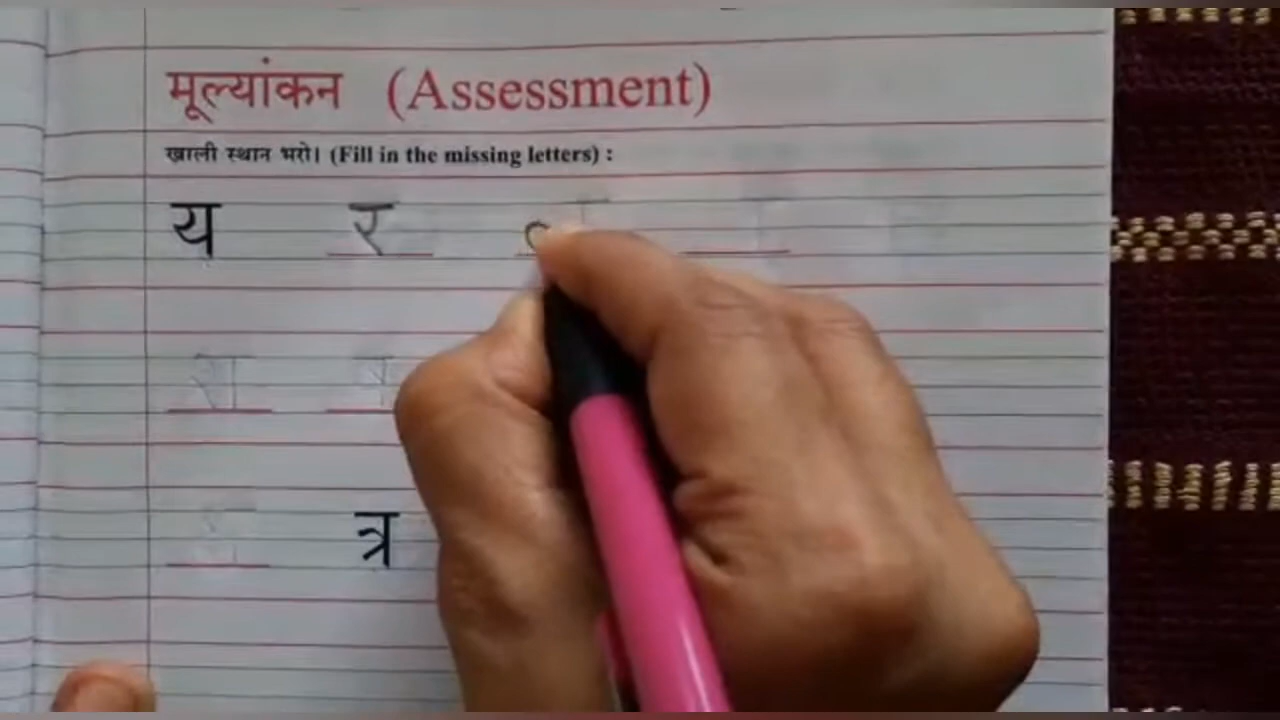 मूल्यांकन (Assessment)
खाली स्थान भरो। (Fill in the missing letters) :
य र
त्र